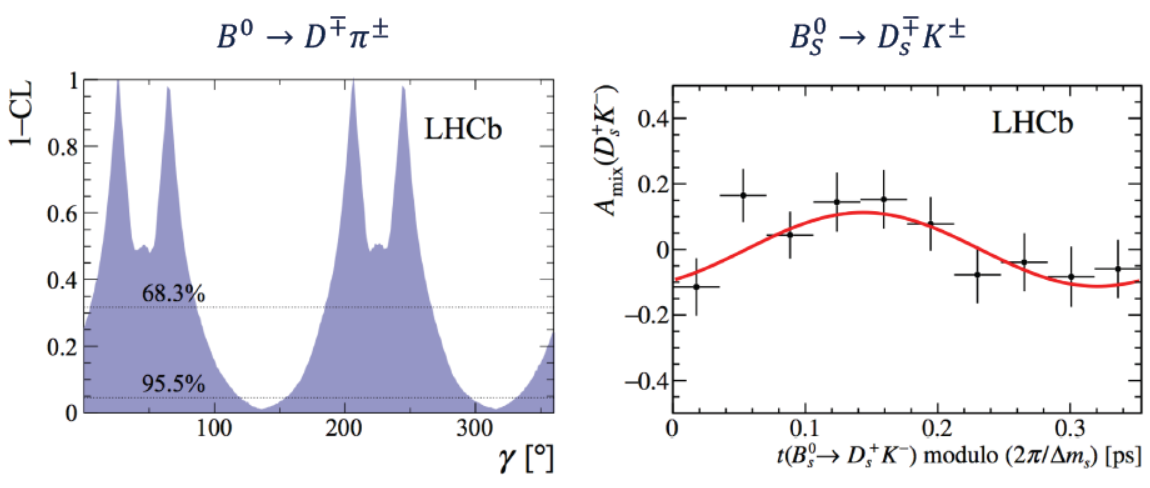 B⁰ → D^∓π^±
1–CL
LHCb
1
0.8
0.6
0.4
0.2
0
68.3%
95.5%
100
200
300
γ [°]
B_S^0 → D_s^∓K^±
A_mix(D_s^+K^−)
LHCb
0.4
0.2
0
−0.2
−0.4
0
0.1
0.2
0.3
t(B_s^0→ D_s^+K^−) modulo (2π/Δm_s) [ps]